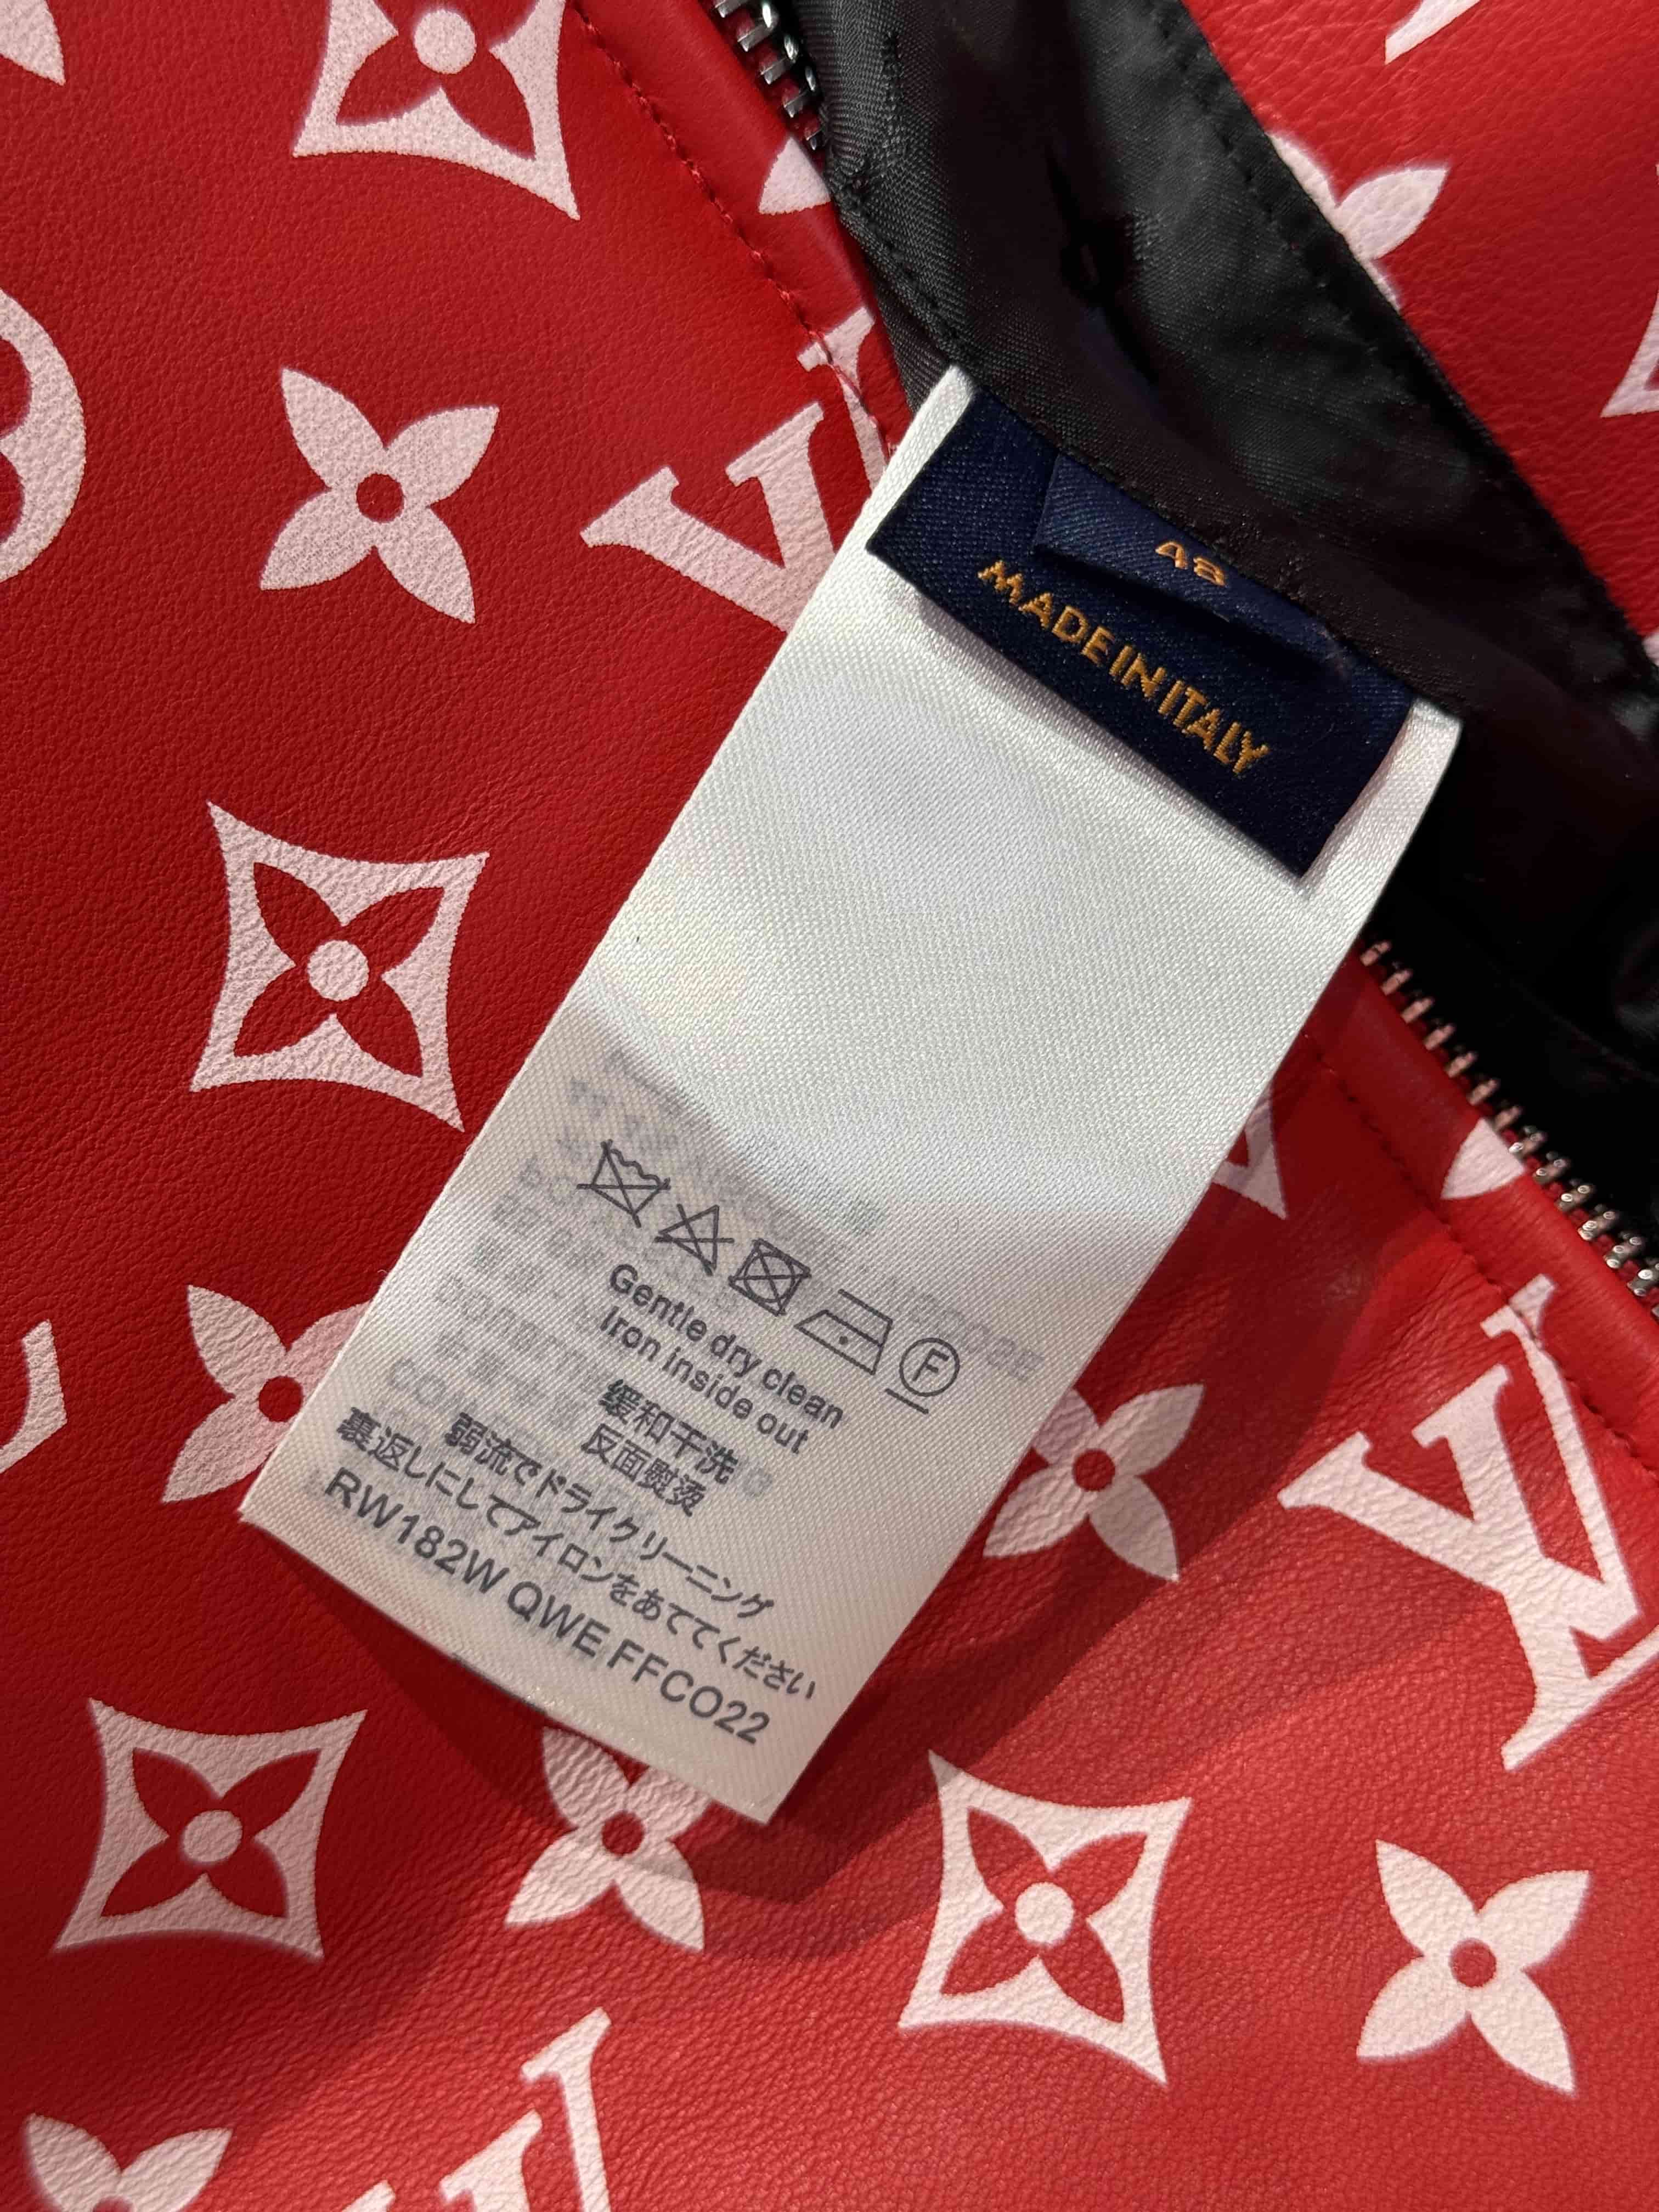 48
MADE IN ITALY
Gentle dry clean
Iron inside out
缓和干洗
反面熨烫
弱流でドライクリーニング
裏返しにしてアイロンをあててください
RW182W QWE FFCO22
F
LV
LV